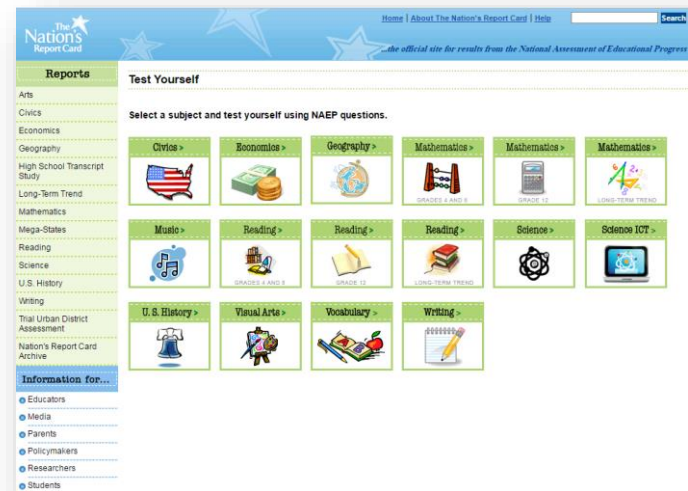 The
Nation's
Report Card
Home | About The Nation's Report Card | Help
Search
...the official site for results from the National Assessment of Educational Progress
Reports
Arts
Civics
Economics
Geography
High School Transcript
Study
Long-Term Trend
Mathematics
Mega-States
Reading
Science
U.S. History
Writing
Trial Urban District
Assessment
Nation's Report Card
Archive
Information for...
Educators
Media
Parents
Policymakers
Researchers
Students
Test Yourself
Select a subject and test yourself using NAEP questions.
Civics > Economics > Geography > Mathematics > Mathematics > Mathematics >
GRADES 4 AND 8 GRADE 12 LONG-TERM TREND
Music > Reading > Reading > Reading > Science > Science ICT >
GRADES 4 AND 8 GRADE 12 LONG-TERM TREND
U. S. History > Visual Arts > Vocabulary > Writing >